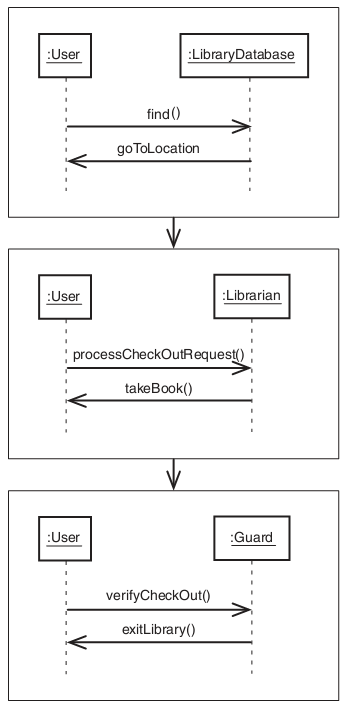 :User
:LibraryDatabase
find()
goToLocation
:User
:Librarian
processCheckOutRequest()
takeBook()
:User
:Guard
verifyCheckOut()
exitLibrary()